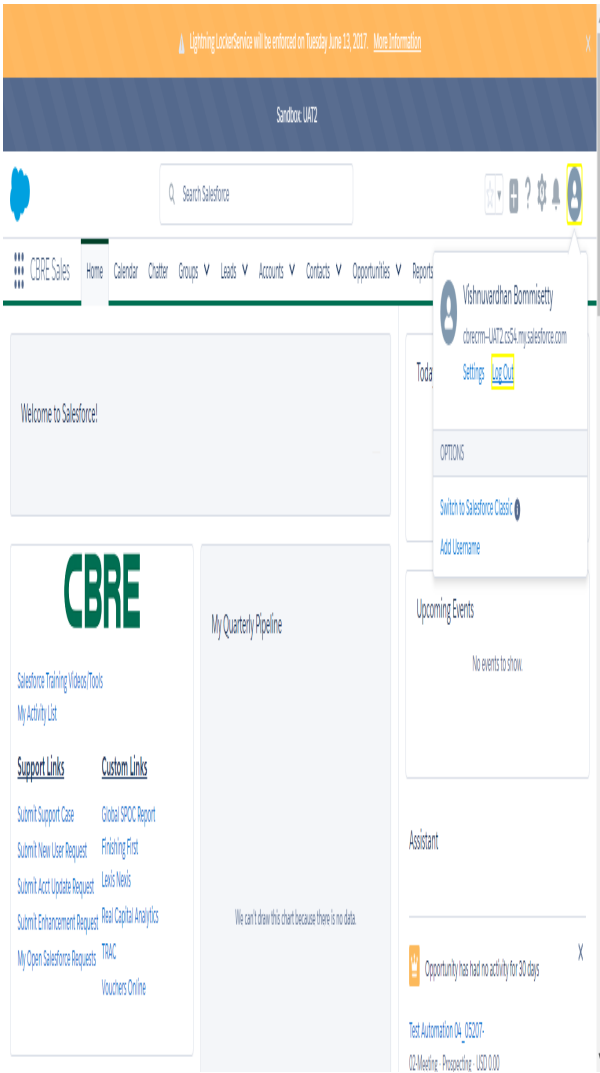 Lightning LockerService will be enforced on Tuesday June 13, 2017. More Information X
Sandbox: UAT2
Search Salesforce
CBRE Sales Home Calendar Chatter Groups Leads Accounts Contacts Opportunities Reports
Vishnuvardhan Bommisetty
cbrecrm--UAT2.cs54.my.salesforce.com
Settings Log Out
OPTIONS
Switch to Salesforce Classic
Add Username
Welcome to Salesforce!
Toda
CBRE
Salesforce Training Videos/Tools
My Activity List
Support Links
Submit Support Case
Submit New User Request
Submit Acct Update Request
Submit Enhancement Request
My Open Salesforce Requests
Custom Links
Global SPOC Report
Finishing First
Lexis Nexis
Real Capital Analytics
TRAC
Vouchers Online
My Quarterly Pipeline
We can't draw this chart because there is no data.
Upcoming Events
No events to show.
Assistant
Opportunity has had no activity for 30 days X
Test Automation 04_05207-
02-Meeting - Prospecting - USD 0.00